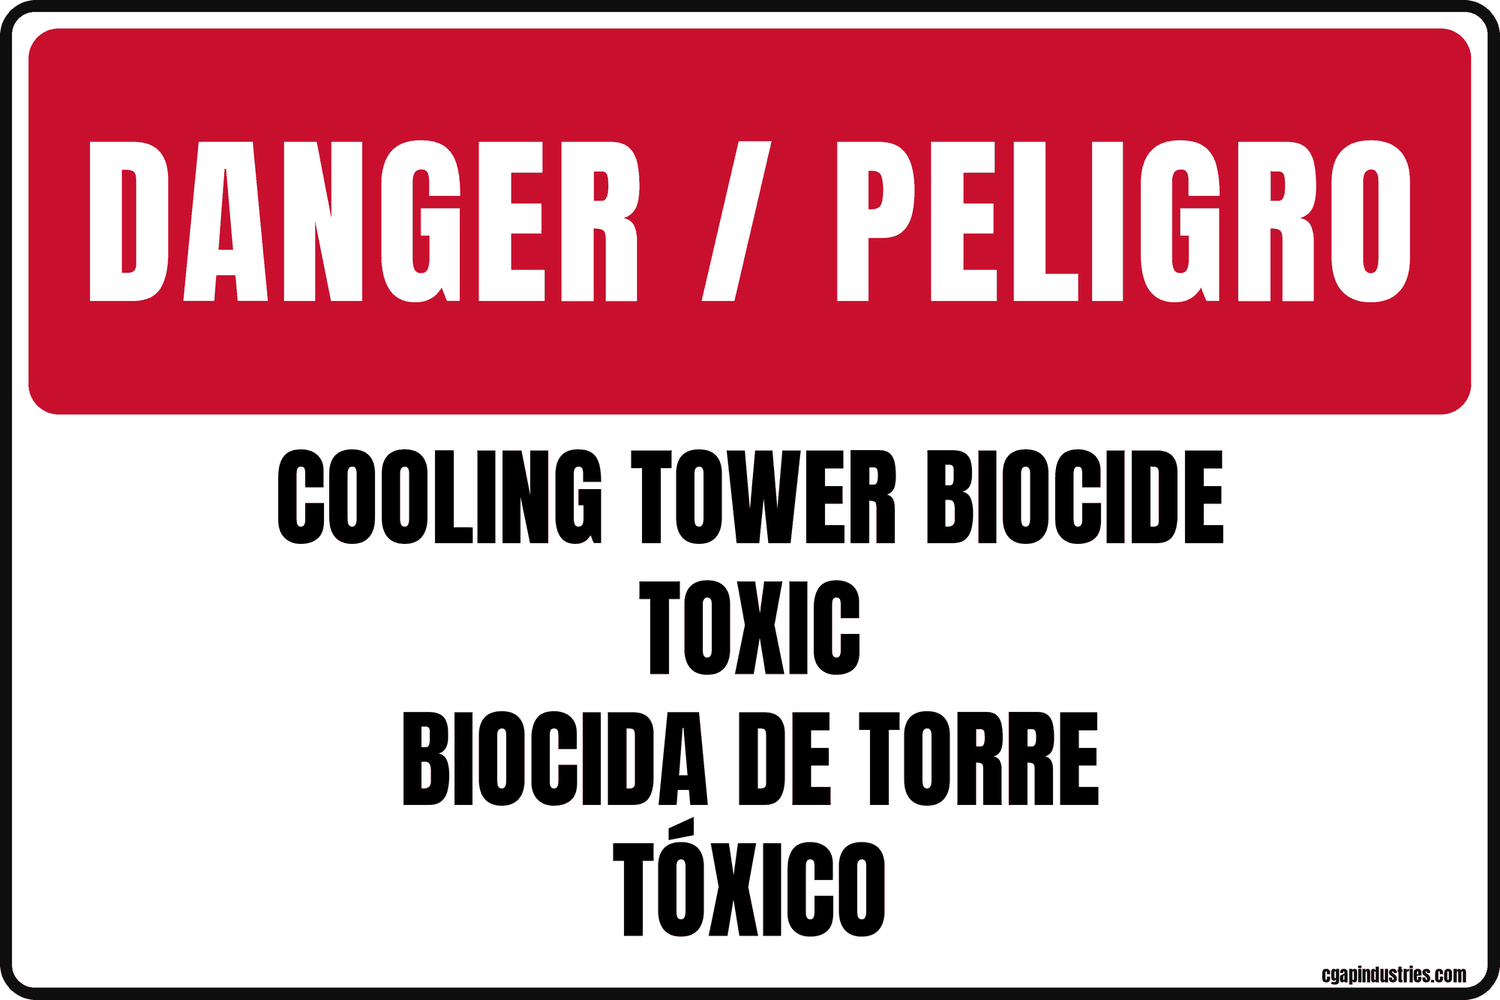 DANGER / PELIGRO
COOLING TOWER BIOCIDE
TOXIC
BIOCIDA DE TORRE
TÓXICO
cgapindustries.com